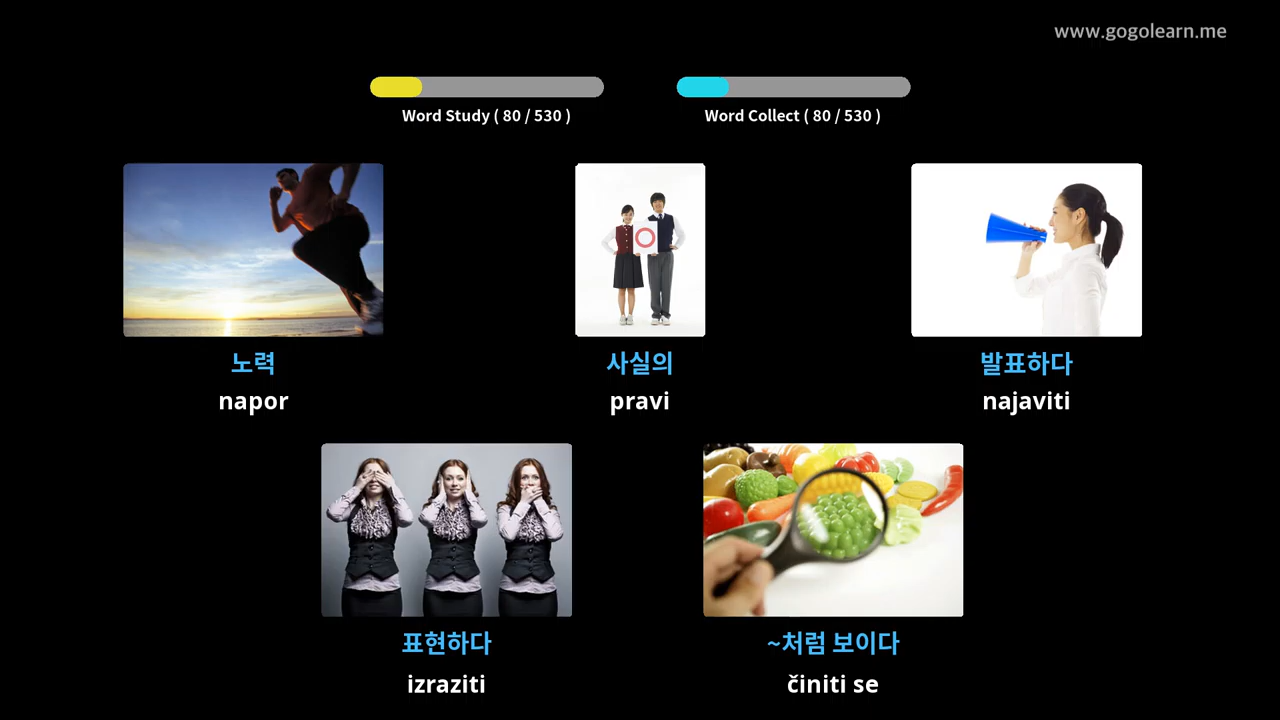 www.gogolearn.me
Word Study ( 80 / 530 )
Word Collect ( 80 / 530 )
노력
napor
사실의
pravi
발표하다
najaviti
표현하다
izraziti
~처럼 보이다
činiti se